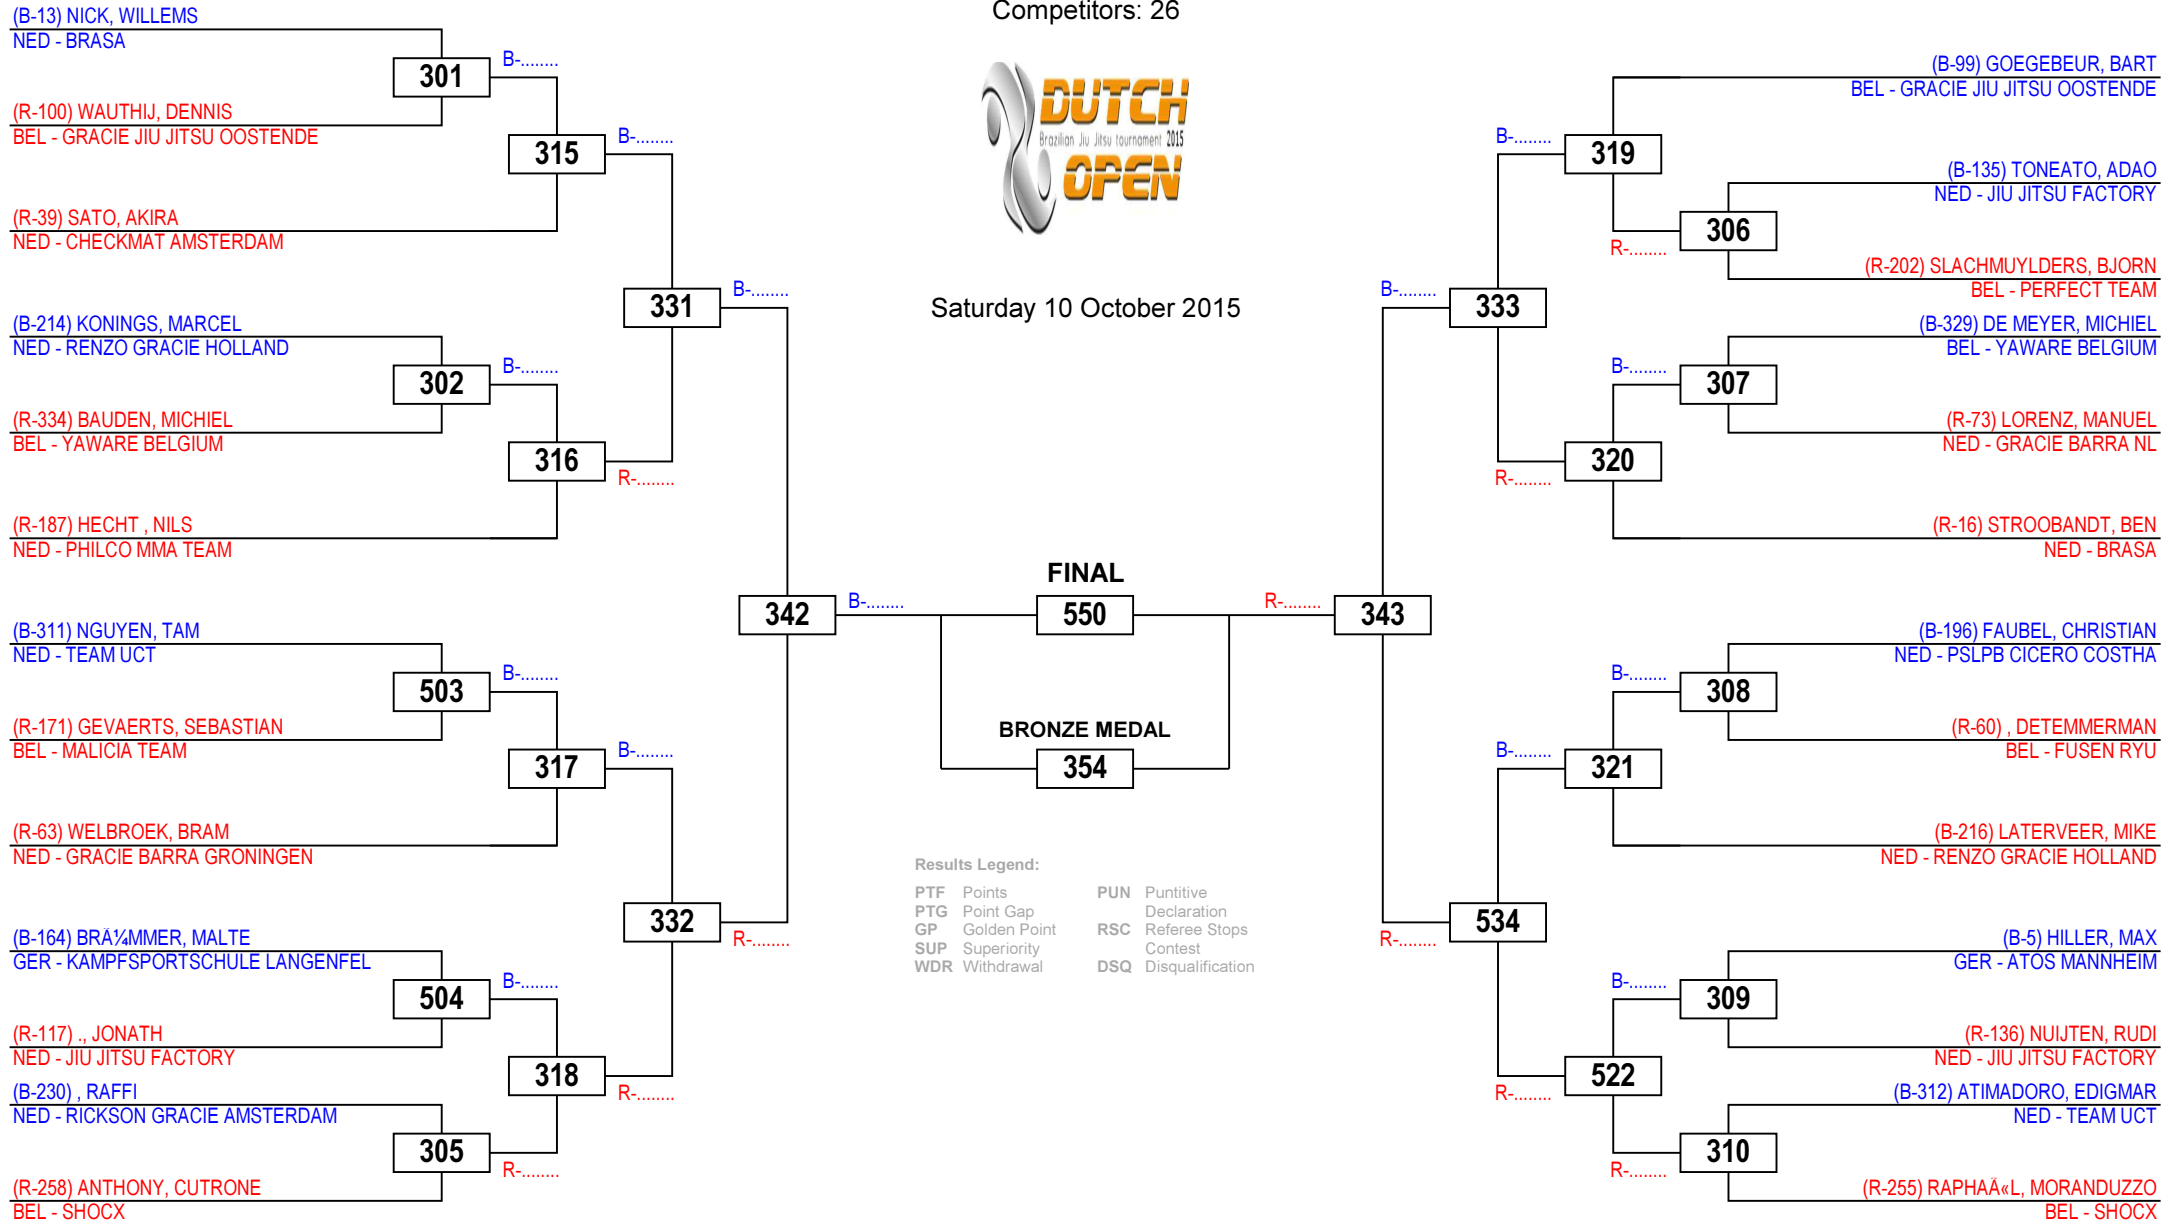 Competitors: 26
DUTCH
Brazilian Jiu Jitsu tournament 2015
OPEN
Saturday 10 October 2015
(B-13) NICK, WILLEMS
NED - BRASA
301
B-........
(R-100) WAUTHIJ, DENNIS
BEL - GRACIE JIU JITSU OOSTENDE
315
B-........
(R-39) SATO, AKIRA
NED - CHECKMAT AMSTERDAM
331
B-........
(B-214) KONINGS, MARCEL
NED - RENZO GRACIE HOLLAND
302
B-........
(R-334) BAUDEN, MICHIEL
BEL - YAWARE BELGIUM
316
R-........
(R-187) HECHT , NILS
NED - PHILCO MMA TEAM
342
B-........
(B-311) NGUYEN, TAM
NED - TEAM UCT
503
B-........
(R-171) GEVAERTS, SEBASTIAN
BEL - MALICIA TEAM
317
B-........
(R-63) WELBROEK, BRAM
NED - GRACIE BARRA GRONINGEN
332
R-........
(B-164) BRÃ¼MMER, MALTE
GER - KAMPFSPORTSCHULE LANGENFEL
504
B-........
(R-117) ., JONATH
NED - JIU JITSU FACTORY
318
R-........
(B-230) , RAFFI
NED - RICKSON GRACIE AMSTERDAM
305
R-........
(R-258) ANTHONY, CUTRONE
BEL - SHOCX
FINAL
550
BRONZE MEDAL
354
Results Legend:
PTF Points
PTG Point Gap
GP Golden Point
SUP Superiority
WDR Withdrawal
PUN Puntitive
Declaration
RSC Referee Stops
Contest
DSQ Disqualification
(B-99) GOEGEBEUR, BART
BEL - GRACIE JIU JITSU OOSTENDE
B-........
319
(B-135) TONEATO, ADAO
NED - JIU JITSU FACTORY
306
R-........
(R-202) SLACHMUYLDERS, BJORN
BEL - PERFECT TEAM
B-........
333
(B-329) DE MEYER, MICHIEL
BEL - YAWARE BELGIUM
B-........
307
(R-73) LORENZ, MANUEL
NED - GRACIE BARRA NL
R-........
320
(R-16) STROOBANDT, BEN
NED - BRASA
R-........
343
(B-196) FAUBEL, CHRISTIAN
NED - PSLPB CICERO COSTHA
B-........
308
(R-60) , DETEMMERMAN
BEL - FUSEN RYU
B-........
321
(B-216) LATERVEER, MIKE
NED - RENZO GRACIE HOLLAND
R-........
534
(B-5) HILLER, MAX
GER - ATOS MANNHEIM
B-........
309
(R-136) NUIJTEN, RUDI
NED - JIU JITSU FACTORY
R-........
522
(B-312) ATIMADORO, EDIGMAR
NED - TEAM UCT
R-........
310
(R-255) RAPHAÃ«L, MORANDUZZO
BEL - SHOCX